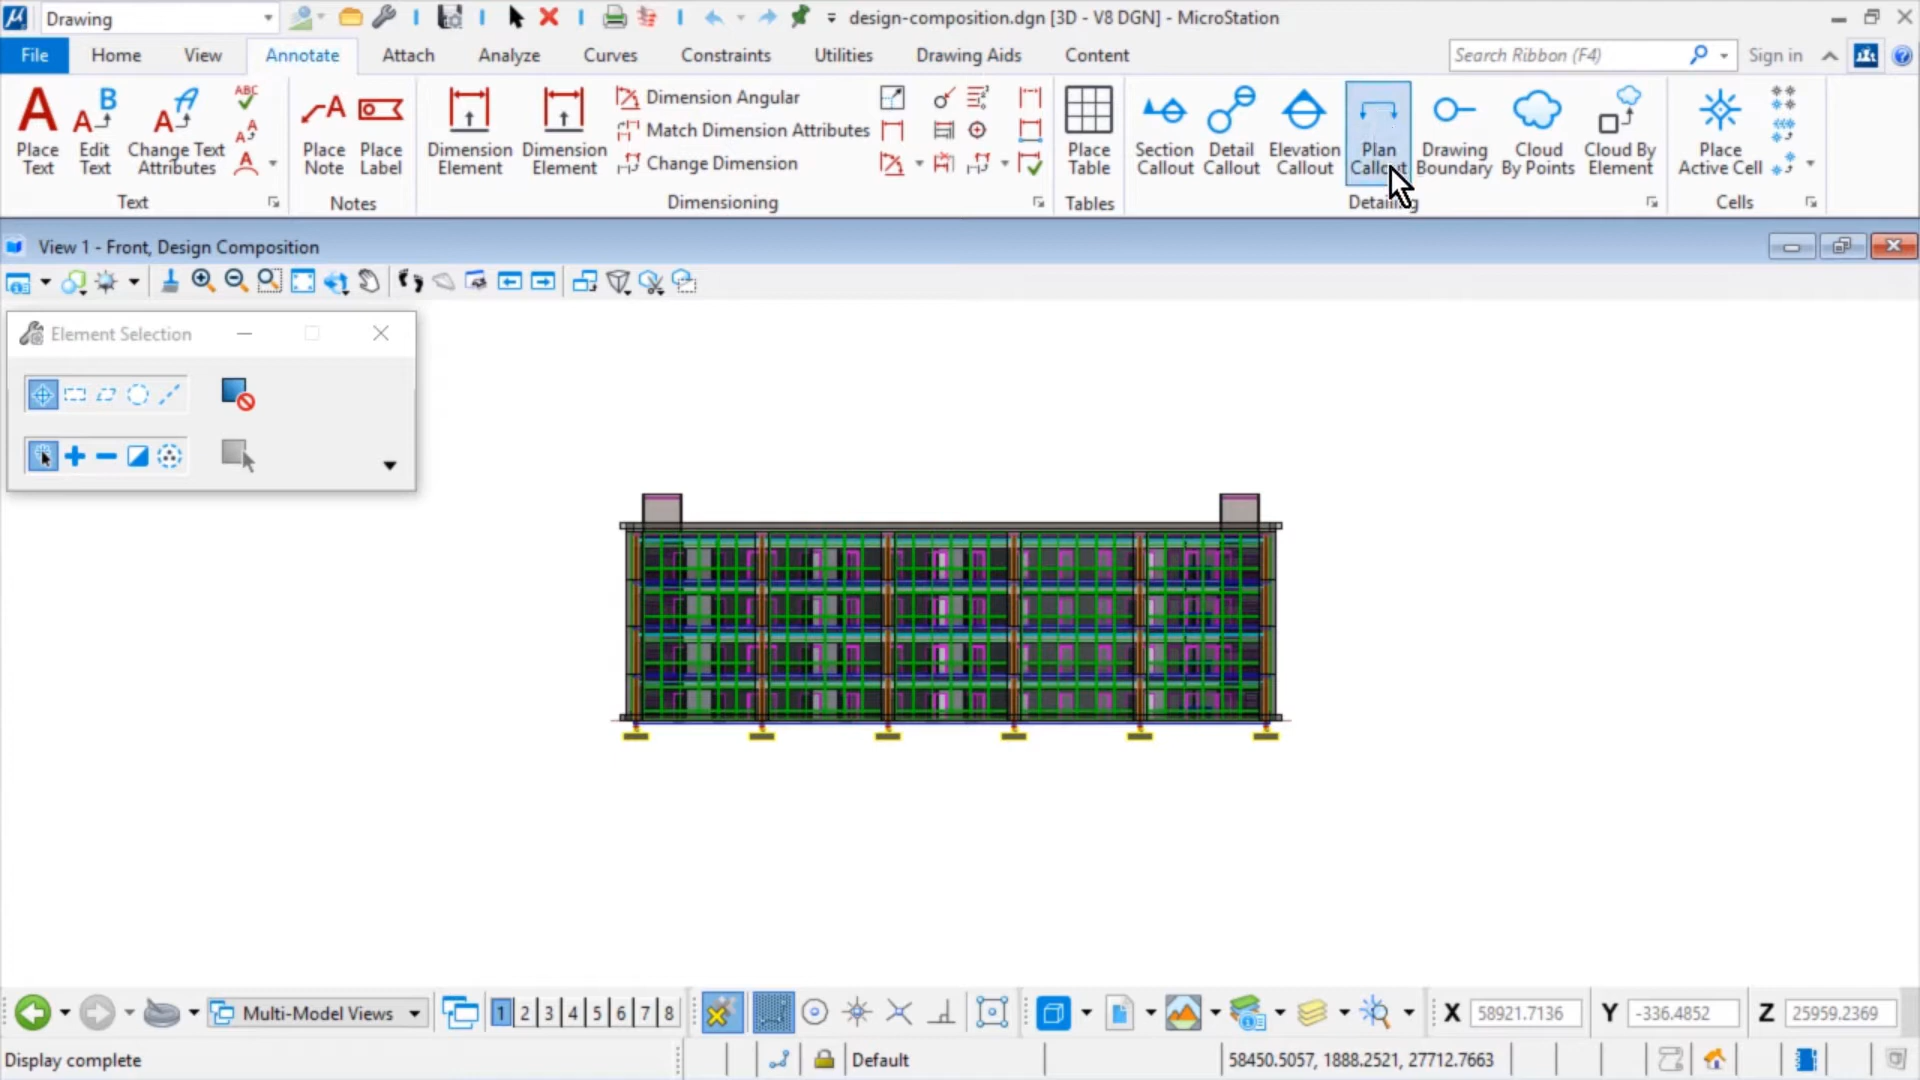 Drawing
design-composition.dgn [3D - V8 DGN] - MicroStation
File Home View Annotate Attach Analyze Curves Constraints Utilities Drawing Aids Content
Search Ribbon (F4)
Sign in
Place Text
Edit Text
Change Text Attributes
ABC
Text
Place Note
Place Label
Notes
Dimension Element
Dimension Element
Dimension Angular
Match Dimension Attributes
Change Dimension
Dimensioning
Place Table
Tables
Section Callout
Detail Callout
Elevation Callout
Plan Callout
Drawing Boundary
Cloud By Points
Cloud By Element
Detailing
Place Active Cell
Cells
View 1 - Front, Design Composition
Element Selection
Multi-Model Views
1 2 3 4 5 6 7 8
X 58921.7136 Y -336.4852 Z 25959.2369
Display complete
Default
58450.5057, 1888.2521, 27712.7663